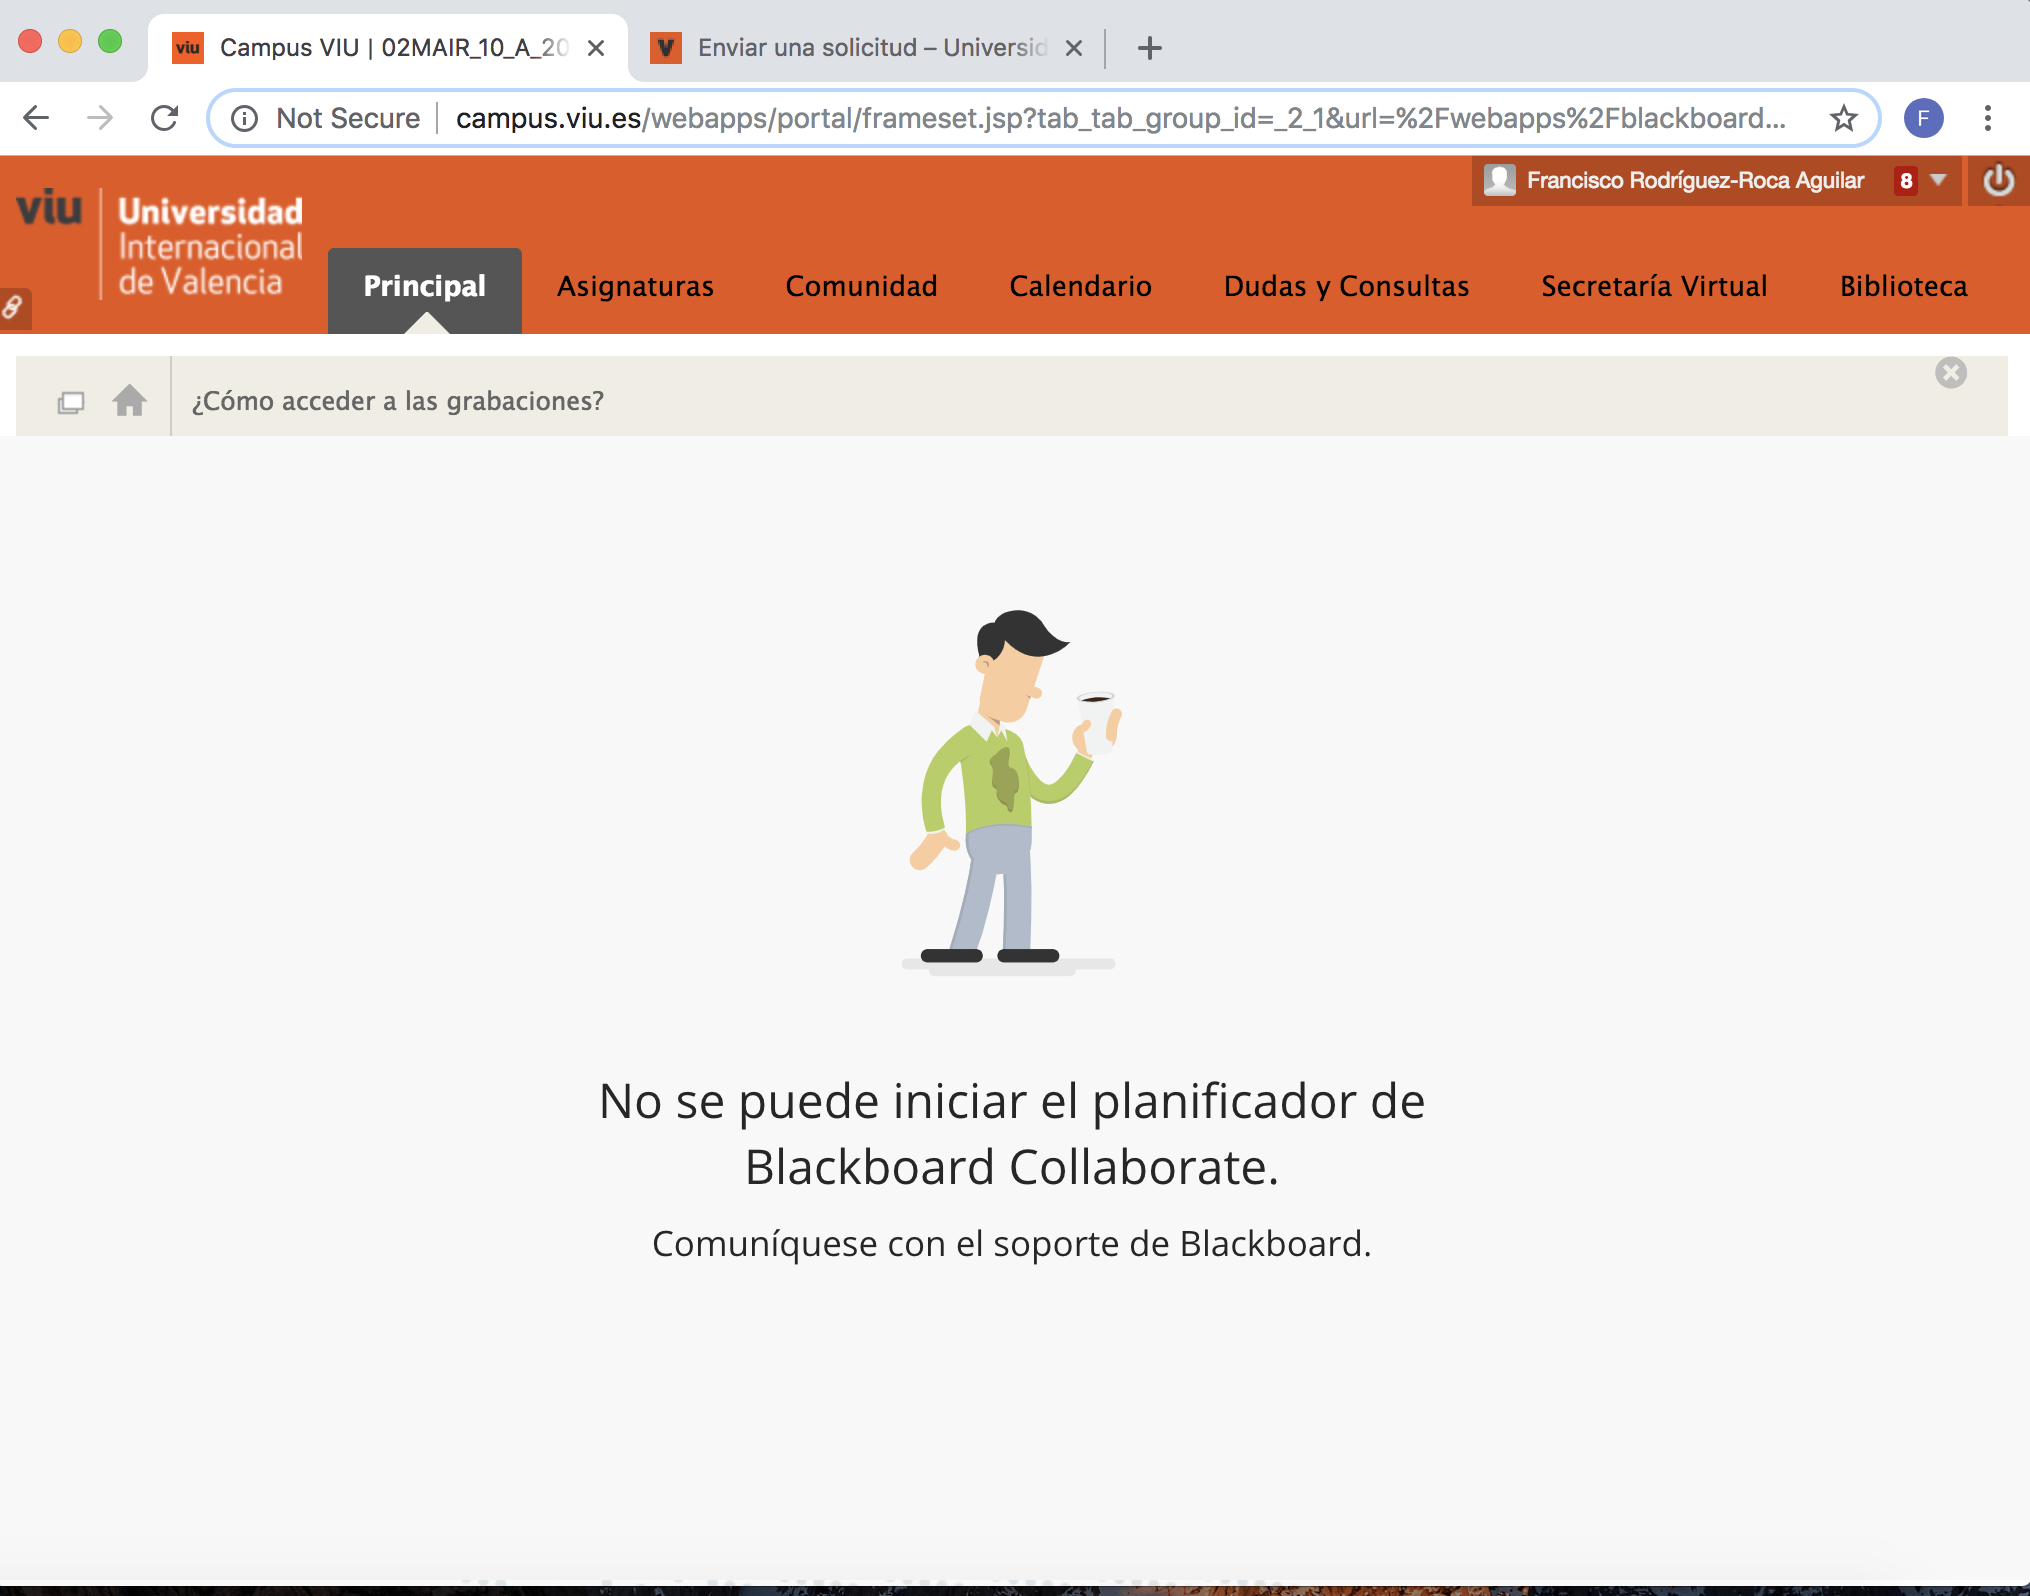 viu Campus VIU | 02MAIR_10_A_20
V Enviar una solicitud – Universid
Not Secure campus.viu.es/webapps/portal/frameset.jsp?tab_tab_group_id=_2_1&url=%2Fwebapps%2Fblackboard... F
Francisco Rodríguez-Roca Aguilar 8
viu Universidad
Internacional
de Valencia
Principal Asignaturas Comunidad Calendario Dudas y Consultas Secretaría Virtual Biblioteca
¿Cómo acceder a las grabaciones?
No se puede iniciar el planificador de
Blackboard Collaborate.
Comuníquese con el soporte de Blackboard.